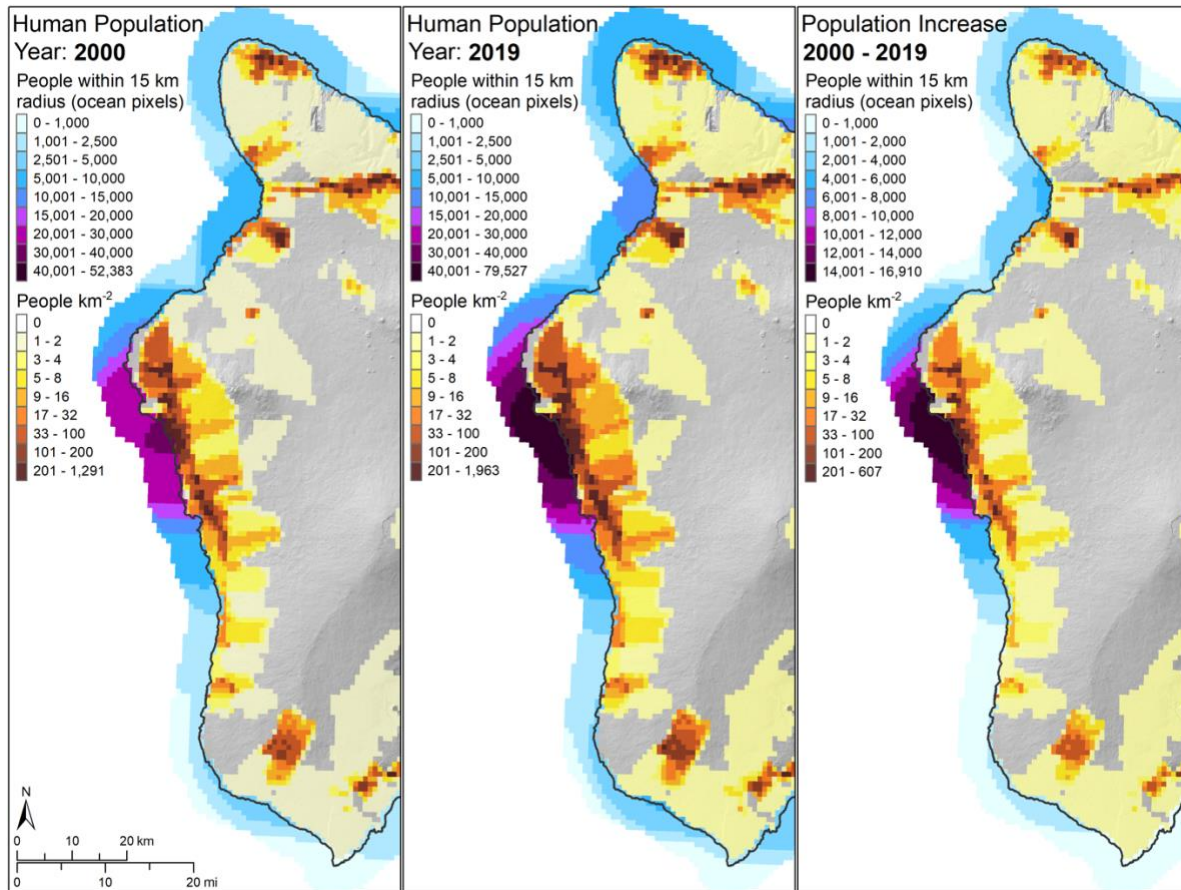 Human Population
Year: 2000
People within 15 km
radius (ocean pixels)
0 - 1,000
1,001 - 2,500
2,501 - 5,000
5,001 - 10,000
10,001 - 15,000
15,001 - 20,000
20,001 - 30,000
30,001 - 40,000
40,001 - 52,383
People km-2
0
1 - 2
3 - 4
5 - 8
9 - 16
17 - 32
33 - 100
101 - 200
201 - 1,291
N
0 10 20 km
0 10 20 mi
Human Population
Year: 2019
People within 15 km
radius (ocean pixels)
0 - 1,000
1,001 - 2,500
2,501 - 5,000
5,001 - 10,000
10,001 - 15,000
15,001 - 20,000
20,001 - 30,000
30,001 - 40,000
40,001 - 79,527
People km-2
0
1 - 2
3 - 4
5 - 8
9 - 16
17 - 32
33 - 100
101 - 200
201 - 1,963
Population Increase
2000 - 2019
People within 15 km
radius (ocean pixels)
0 - 1,000
1,001 - 2,000
2,001 - 4,000
4,001 - 6,000
6,001 - 8,000
8,001 - 10,000
10,001 - 12,000
12,001 - 14,000
14,001 - 16,910
People km-2
0
1 - 2
3 - 4
5 - 8
9 - 16
17 - 32
33 - 100
101 - 200
201 - 607